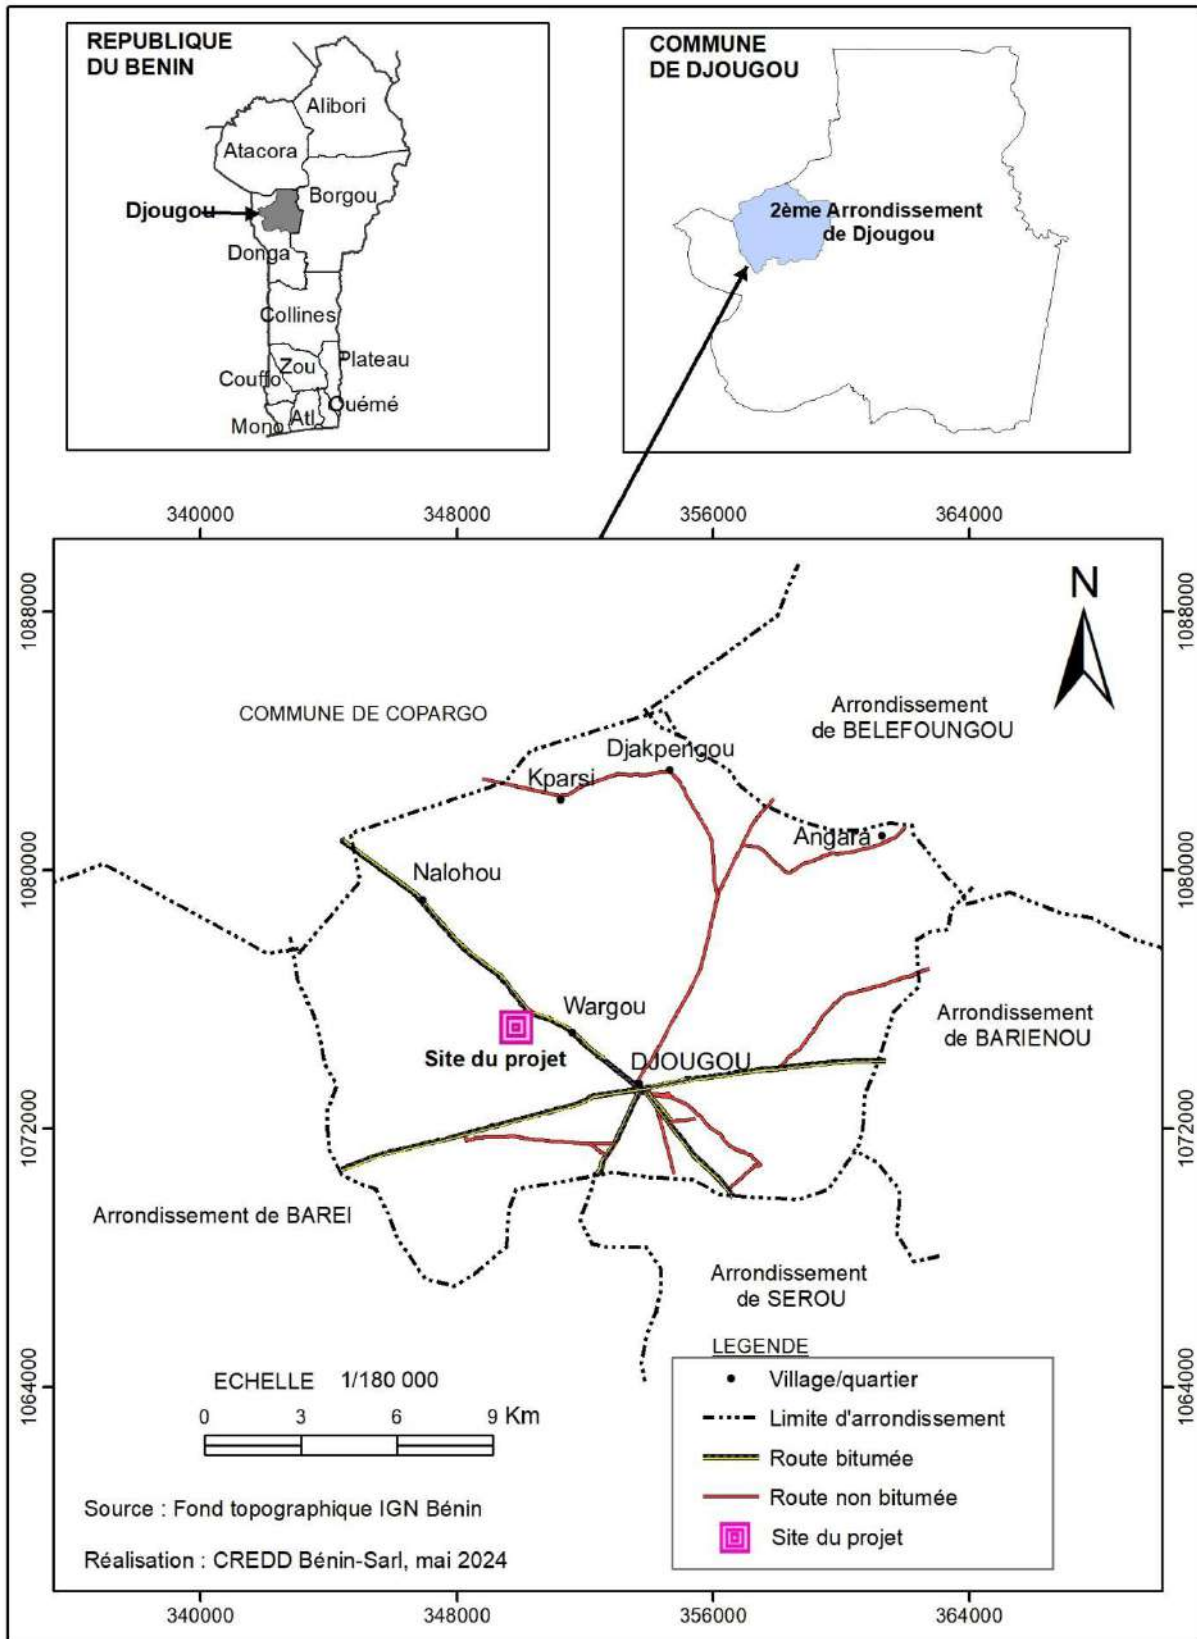 REPUBLIQUE
DU BENIN
Alibori
Atacora
Borgou
Djougou
Donga
Collines
Plateau
Zou
Couffo
Ouémé
Mono
Atl
COMMUNE
DE DJOUGOU
2ème Arrondissement
de Djougou
340000
348000
356000
364000
1088000
1088000
N
COMMUNE DE COPARGO
Arrondissement
de BELEFOUNGOU
Djakpengou
Kparsi
Angara
1080000
1080000
Nalohou
Wargou
Arrondissement
de BARIENOU
Site du projet
DJOUGOU
1072000
1072000
Arrondissement de BAREI
Arrondissement
de SEROU
LEGENDE
Village/quartier
Limite d'arrondissement
Route bitumée
Route non bitumée
Site du projet
1064000
1064000
ECHELLE 1/180 000
0 3 6 9 Km
Source : Fond topographique IGN Bénin
Réalisation : CREDD Bénin-Sarl, mai 2024
340000
348000
356000
364000